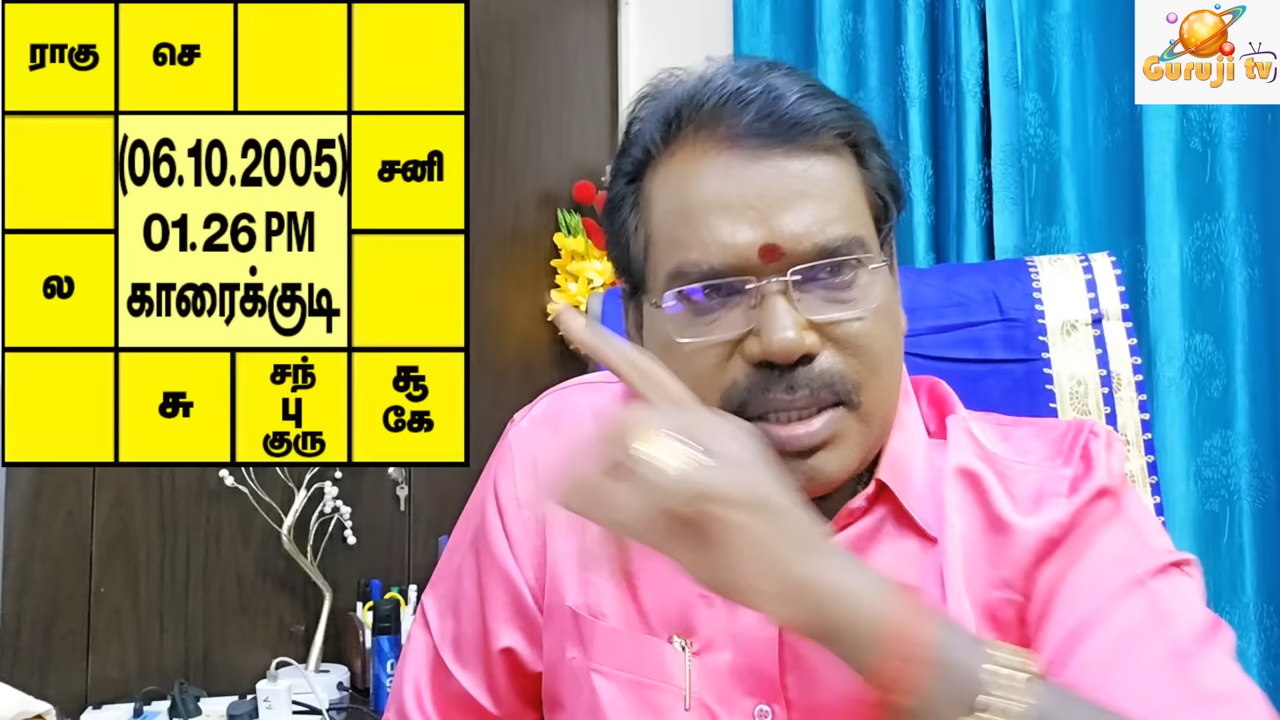 ராகு
செ
(06.10.2005)
01.26 PM
காரைக்குடி
சனி
ல
சு
சந்
பு
குரு
சூ
கே
Guruji tv